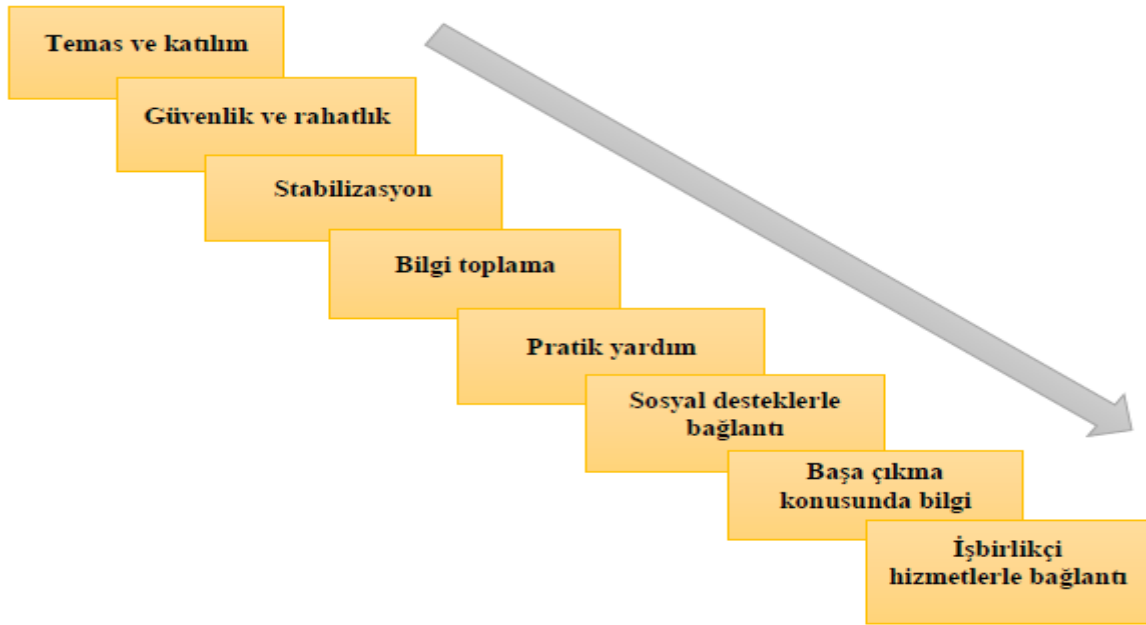 Temas ve katılım
Güvenlik ve rahatlık
Stabilizasyon
Bilgi toplama
Pratik yardım
Sosyal desteklerle
bağlantı
Başa çıkma
konusunda bilgi
İşbirlikçi
hizmetlerle bağlantı